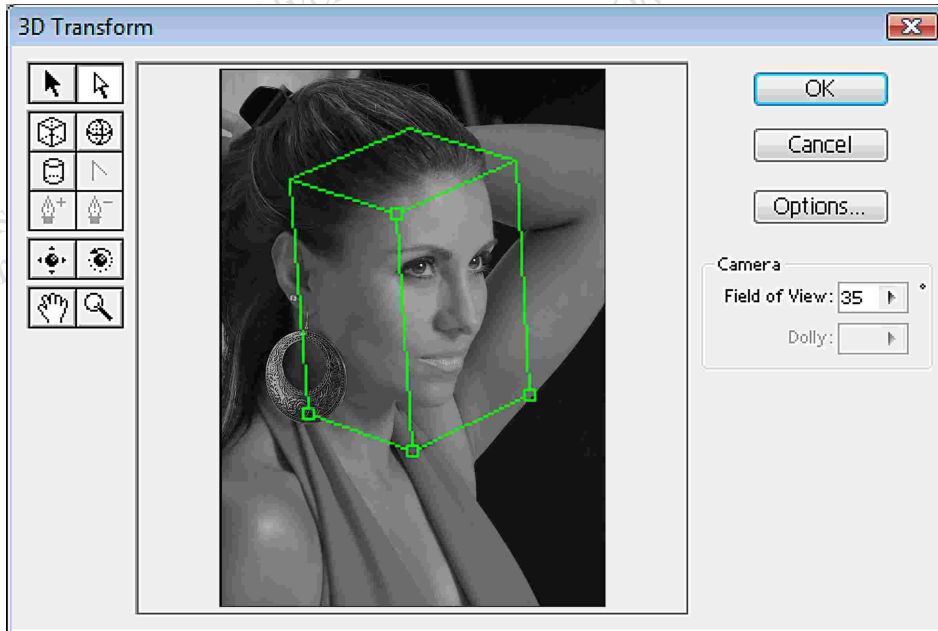 3D Transform
OK
Cancel
Options...
Camera
Field of View: 35 °
Dolly: